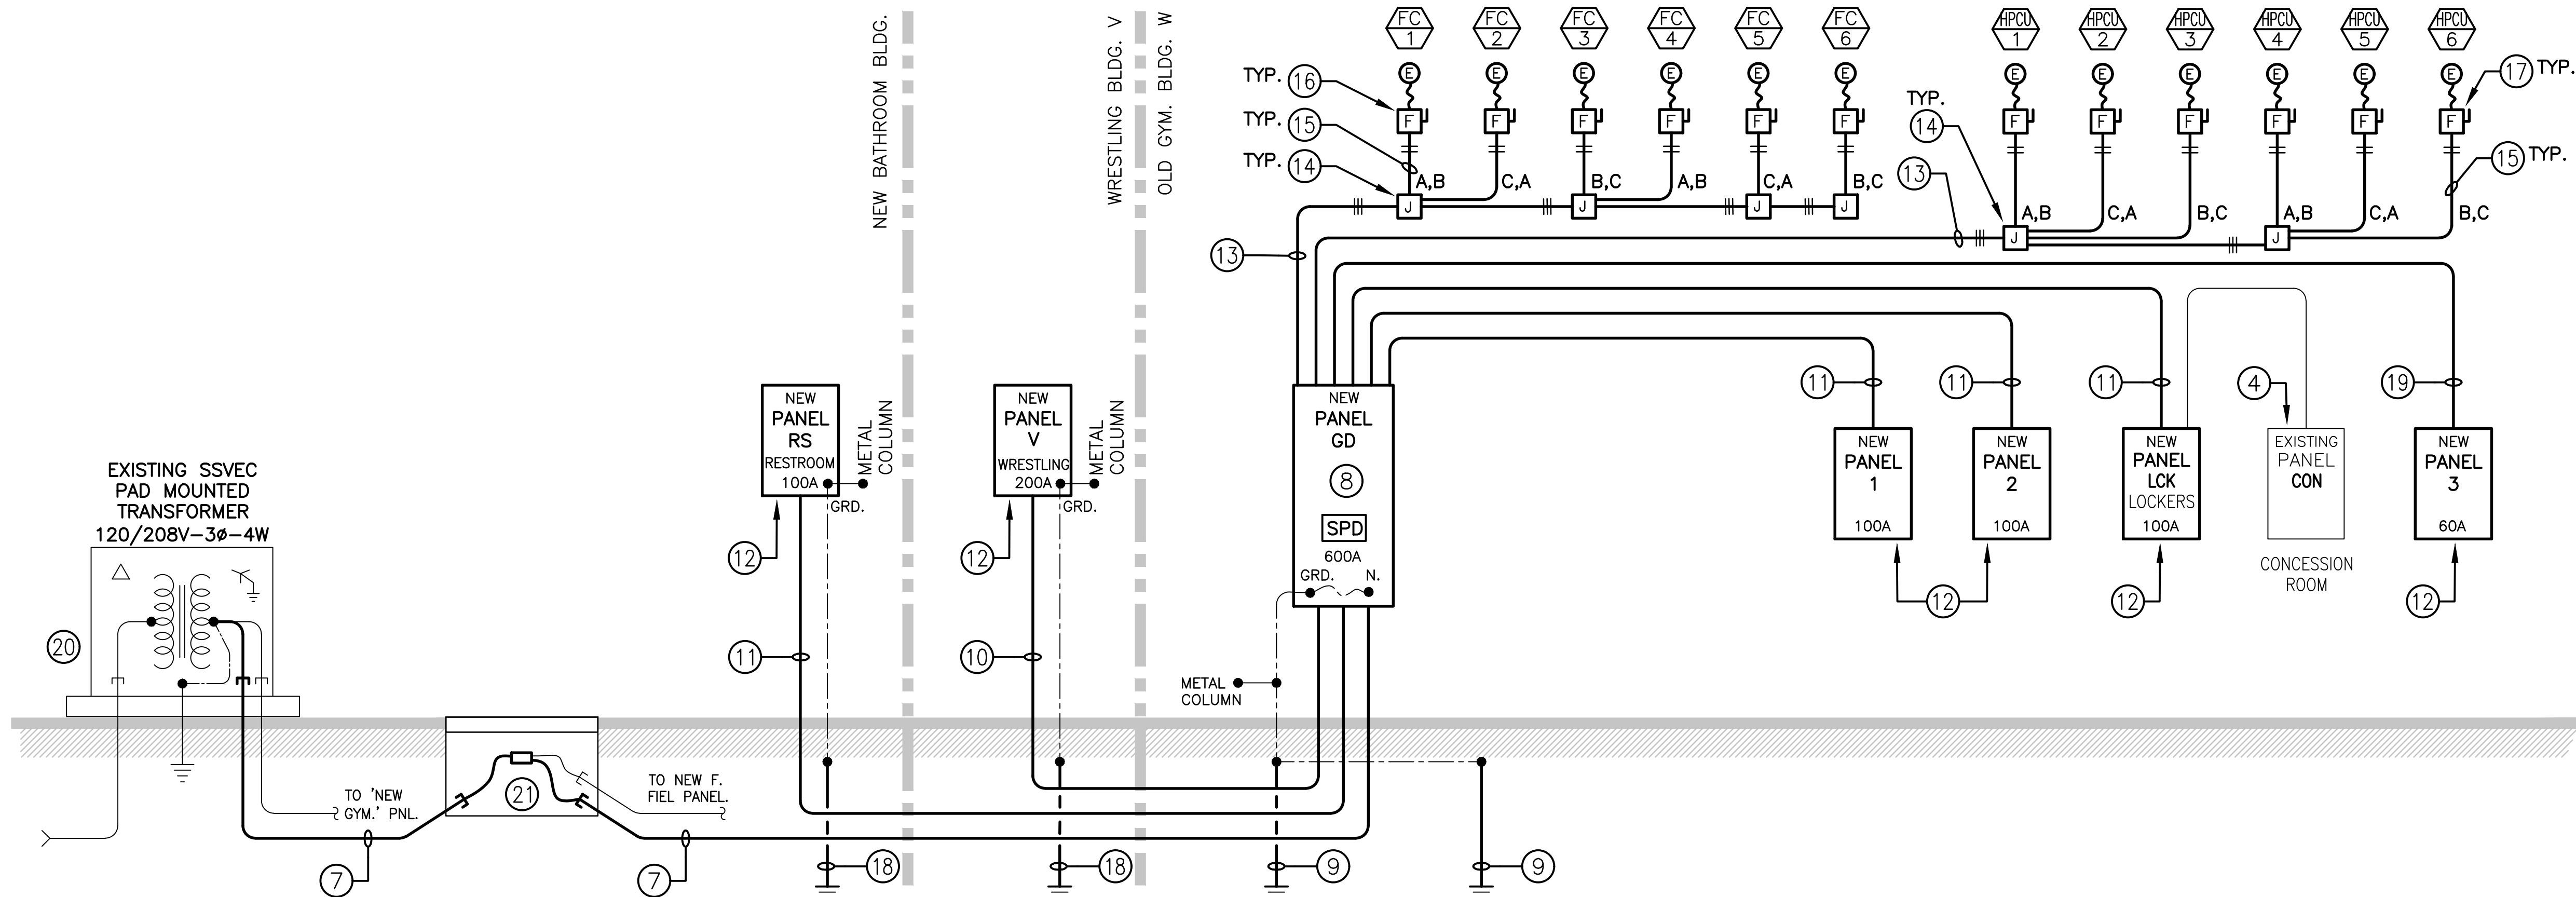 NEW BATHROOM BLDG.
WRESTLING BLDG. V
OLD GYM. BLDG. W
FC
1
FC
2
FC
3
FC
4
FC
5
FC
6
HPCU
1
HPCU
2
HPCU
3
HPCU
4
HPCU
5
HPCU
6
E
E
E
E
E
E
E
E
E
E
E
E
TYP. 16
F
F
F
F
F
F
F
F
F
F
F
F
17 TYP.
TYP. 15
TYP.
14
TYP. 14
13
15 TYP.
A,B
C,A
B,C
A,B
C,A
B,C
J
J
J
J
A,B
C,A
B,C
A,B
C,A
B,C
J
J
13
EXISTING SSVEC
PAD MOUNTED
TRANSFORMER
120/208V-3ø-4W
20
NEW
PANEL
RS
RESTROOM
100A
METAL
COLUMN
GRD.
12
11
NEW
PANEL
V
WRESTLING
200A
METAL
COLUMN
GRD.
12
10
NEW
PANEL
GD
8
SPD
600A
GRD. N.
METAL
COLUMN
11
NEW
PANEL
1
100A
11
NEW
PANEL
2
100A
12
11
NEW
PANEL
LCK
LOCKERS
100A
12
4
EXISTING
PANEL
CON
CONCESSION
ROOM
19
NEW
PANEL
3
60A
12
TO 'NEW
GYM.' PNL.
21
TO NEW F.
FIEL PANEL.
7
7
18
18
9
9